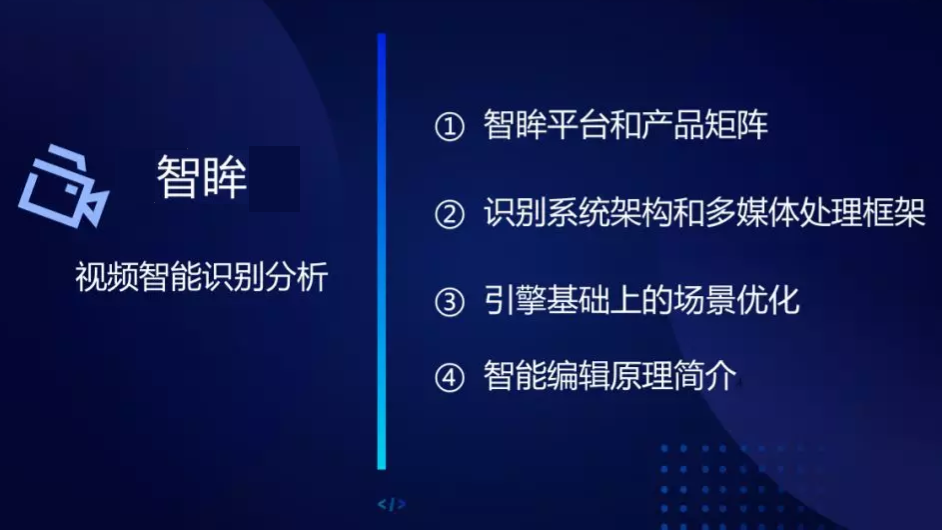 智眸
视频智能识别分析
① 智眸平台和产品矩阵
② 识别系统架构和多媒体处理框架
③ 引擎基础上的场景优化
④ 智能编辑原理简介
</>